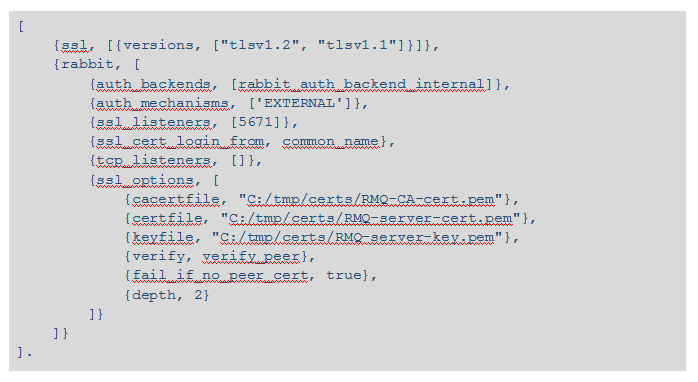 [
{ssl, [{versions, ["tlsv1.2", "tlsv1.1"]}]},
{rabbit, [
{auth_backends, [rabbit_auth_backend_internal]},
{auth_mechanisms, ['EXTERNAL']},
{ssl_listeners, [5671]},
{ssl_cert_login_from, common_name},
{tcp_listeners, []},
{ssl_options, [
{cacertfile, "C:/tmp/certs/RMQ-CA-cert.pem"},
{certfile, "C:/tmp/certs/RMQ-server-cert.pem"},
{keyfile, "C:/tmp/certs/RMQ-server-key.pem"},
{verify, verify_peer},
{fail_if_no_peer_cert, true},
{depth, 2}
]}
]}
].